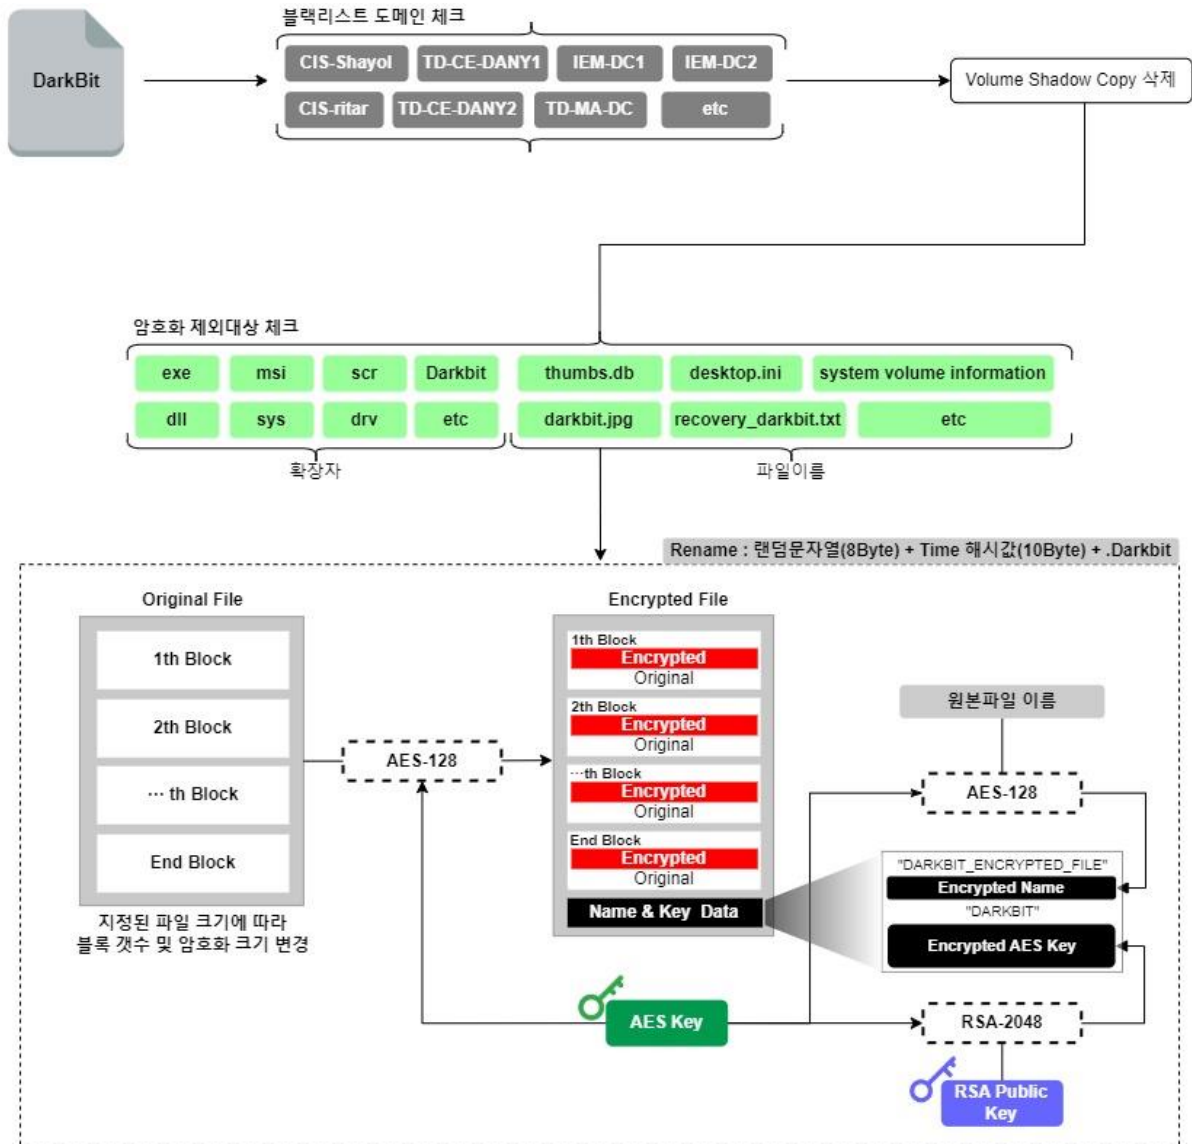 블랙리스트 도메인 체크
DarkBit
CIS-Shayol
TD-CE-DANY1
IEM-DC1
IEM-DC2
CIS-ritar
TD-CE-DANY2
TD-MA-DC
etc
Volume Shadow Copy 삭제
암호화 제외대상 체크
exe
msi
scr
Darkbit
thumbs.db
desktop.ini
system volume information
dll
sys
drv
etc
darkbit.jpg
recovery_darkbit.txt
etc
확장자
파일이름
Rename : 랜덤문자열(8Byte) + Time 해시값(10Byte) + .Darkbit
Original File
1th Block
2th Block
··· th Block
End Block
지정된 파일 크기에 따라
블록 갯수 및 암호화 크기 변경
AES-128
Encrypted File
1th Block
Encrypted
Original
2th Block
Encrypted
Original
···th Block
Encrypted
Original
End Block
Encrypted
Original
Name & Key Data
원본파일 이름
AES-128
"DARKBIT_ENCRYPTED_FILE"
Encrypted Name
"DARKBIT"
Encrypted AES Key
AES Key
RSA-2048
RSA Public
Key